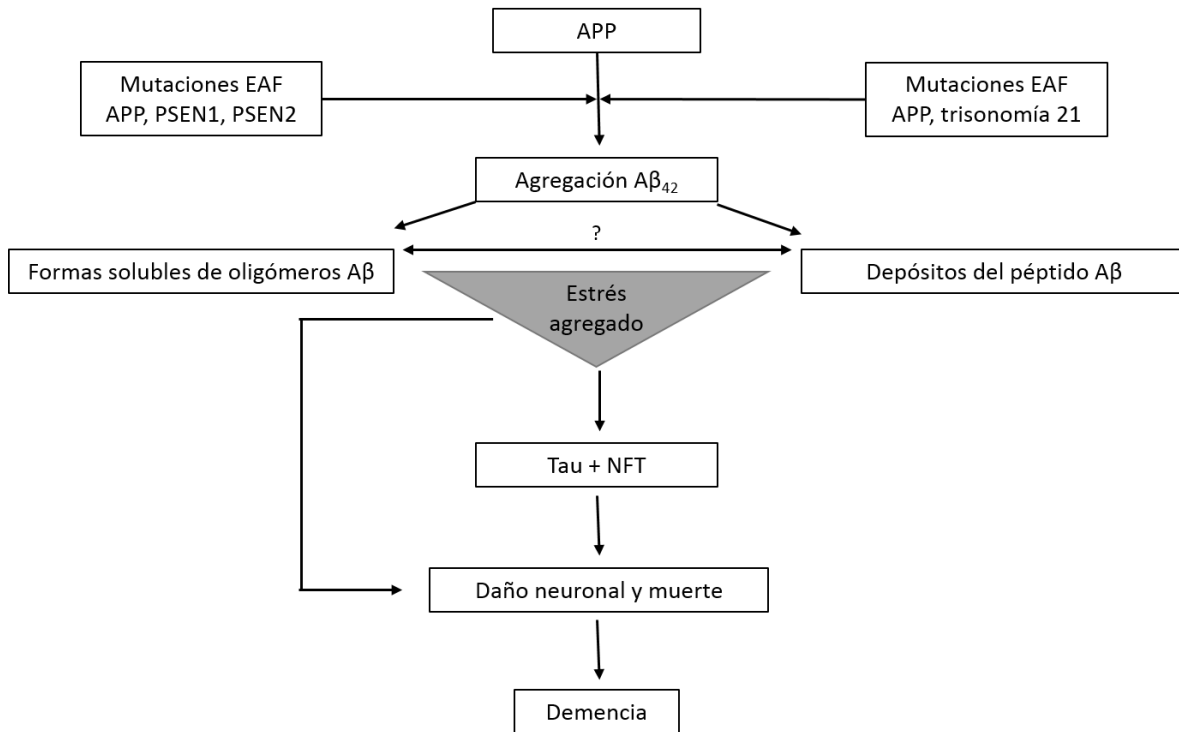 APP
Mutaciones EAF
APP, PSEN1, PSEN2
Mutaciones EAF
APP, trisonomía 21
Agregación Aβ₄₂
?
Formas solubles de oligómeros Aβ
Depósitos del péptido Aβ
Estrés
agregado
Tau + NFT
Daño neuronal y muerte
Demencia